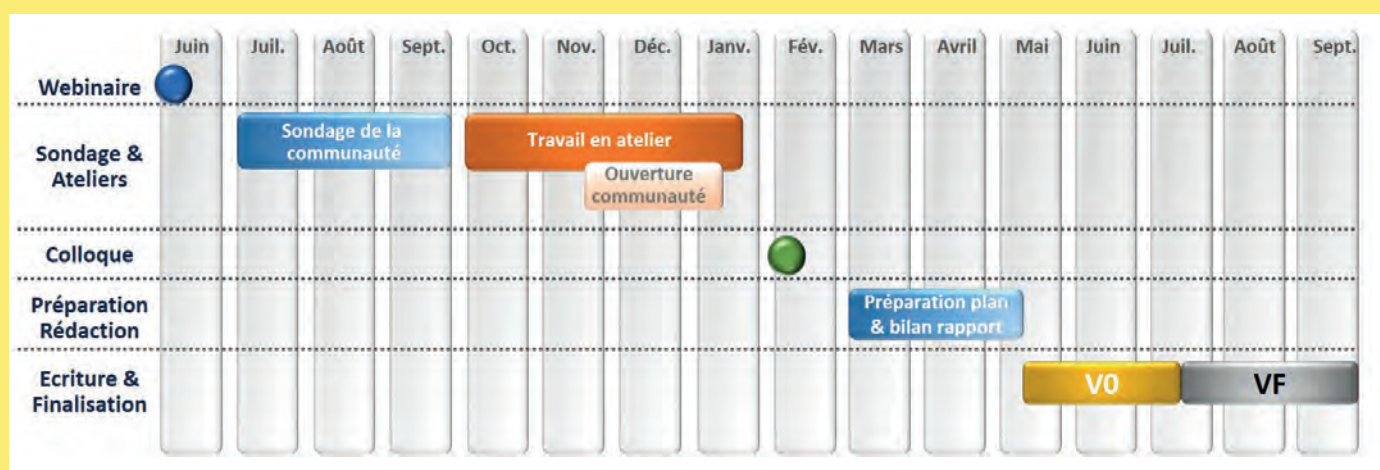 Juin Juil. Août Sept. Oct. Nov. Déc. Janv. Fév. Mars Avril Mai Juin Juil. Août Sept.
Webinaire
Sondage &
Ateliers
Sondage de la
communauté
Travail en atelier
Ouverture
communauté
Colloque
Préparation
Rédaction
Préparation plan
& bilan rapport
Ecriture &
Finalisation
V0
VF